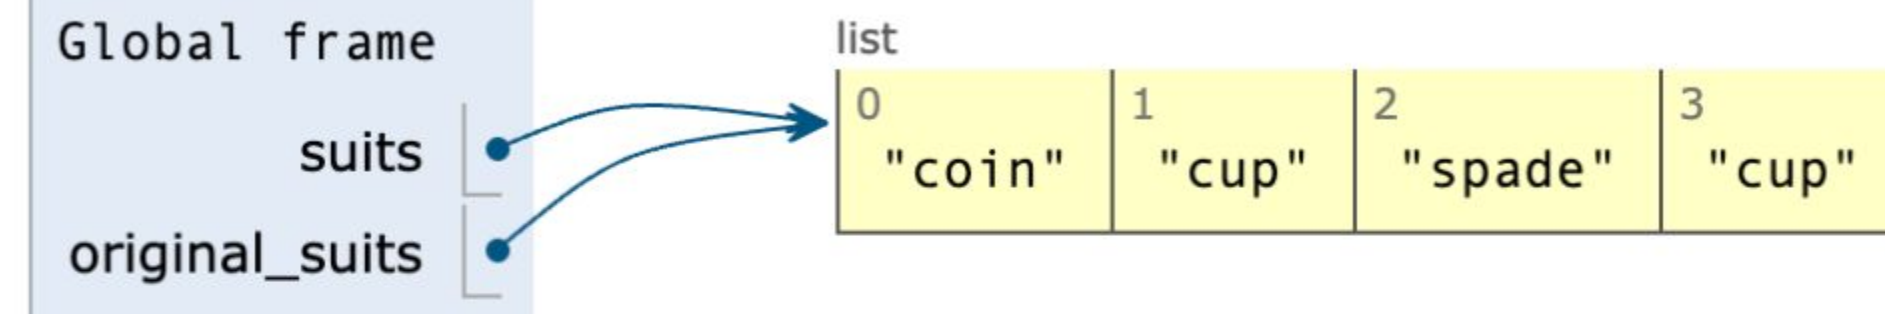 Global frame
suits
original_suits
list
0 1 2 3
"coin" "cup" "spade" "cup"